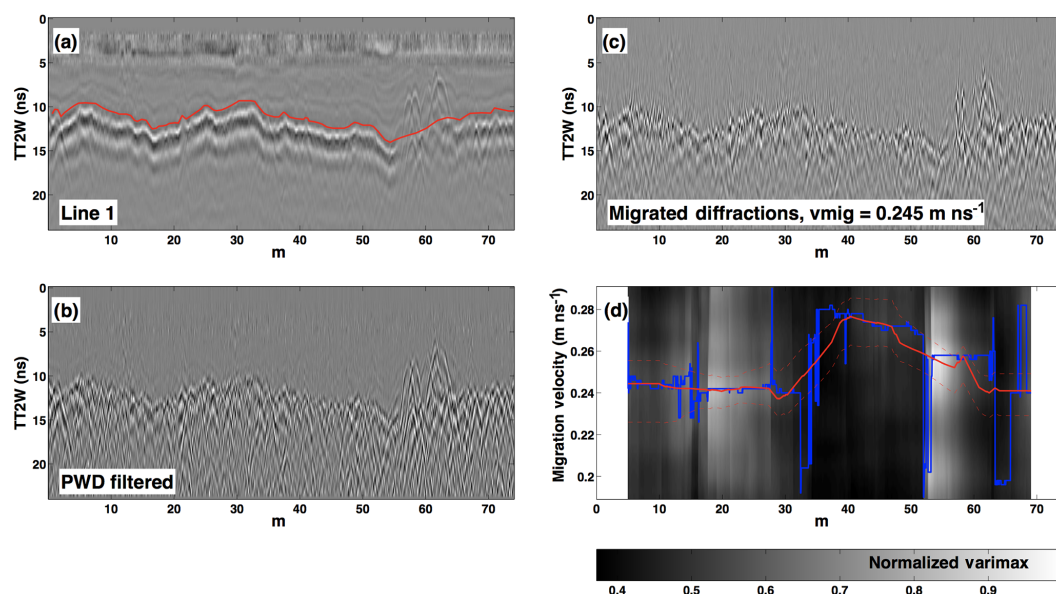 (a)
0
5
10
15
20
TT2W (ns)
Line 1
10 20 30 40 50 60 70
m
(c)
0
5
10
15
20
TT2W (ns)
Migrated diffractions, vmig = 0.245 m ns⁻¹
10 20 30 40 50 60 70
m
(b)
0
5
10
15
20
TT2W (ns)
PWD filtered
10 20 30 40 50 60 70
m
(d)
0.28
0.26
0.24
0.22
0.2
Migration velocity (m ns⁻¹)
0 10 20 30 40 50 60 70
m
Normalized varimax
0.4 0.5 0.6 0.7 0.8 0.9